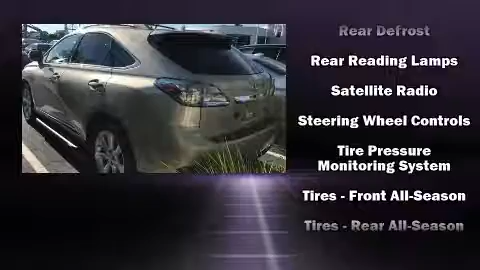 Rear Defrost
Rear Reading Lamps
Satellite Radio
Steering Wheel Controls
Tire Pressure
Monitoring System
Tires - Front All-Season
Tires - Rear All-Season